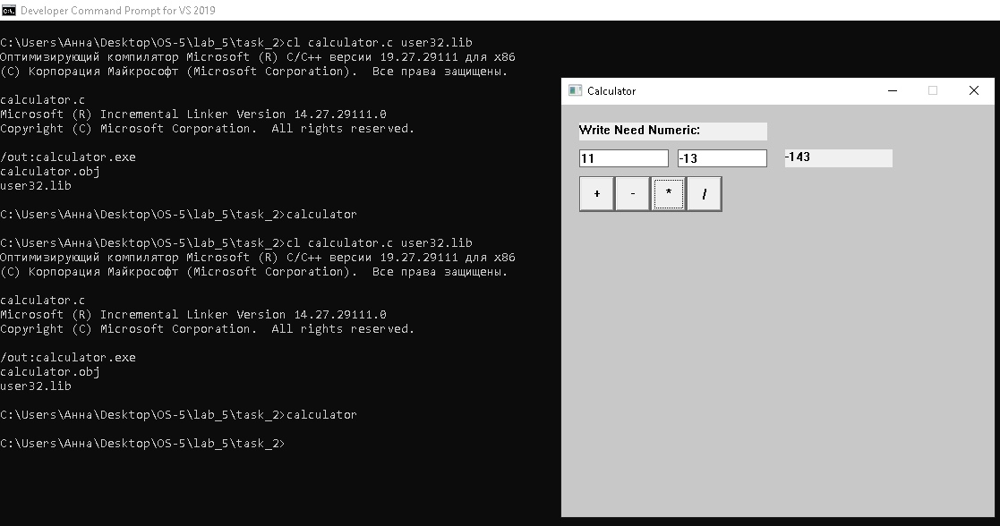 Developer Command Prompt for VS 2019
C:\Users\Анна\Desktop\OS-5\lab_5\task_2>cl calculator.c user32.lib
Оптимизирующий компилятор Microsoft (R) C/C++ версии 19.27.29111 для x86
(C) Корпорация Майкрософт (Microsoft Corporation).  Все права защищены.
calculator.c
Microsoft (R) Incremental Linker Version 14.27.29111.0
Copyright (C) Microsoft Corporation.  All rights reserved.
/out:calculator.exe
calculator.obj
user32.lib
C:\Users\Анна\Desktop\OS-5\lab_5\task_2>calculator
C:\Users\Анна\Desktop\OS-5\lab_5\task_2>cl calculator.c user32.lib
Оптимизирующий компилятор Microsoft (R) C/C++ версии 19.27.29111 для x86
(C) Корпорация Майкрософт (Microsoft Corporation).  Все права защищены.
calculator.c
Microsoft (R) Incremental Linker Version 14.27.29111.0
Copyright (C) Microsoft Corporation.  All rights reserved.
/out:calculator.exe
calculator.obj
user32.lib
C:\Users\Анна\Desktop\OS-5\lab_5\task_2>calculator
C:\Users\Анна\Desktop\OS-5\lab_5\task_2>
Calculator
Write Need Numeric:
11 -13 -143
+ - * /